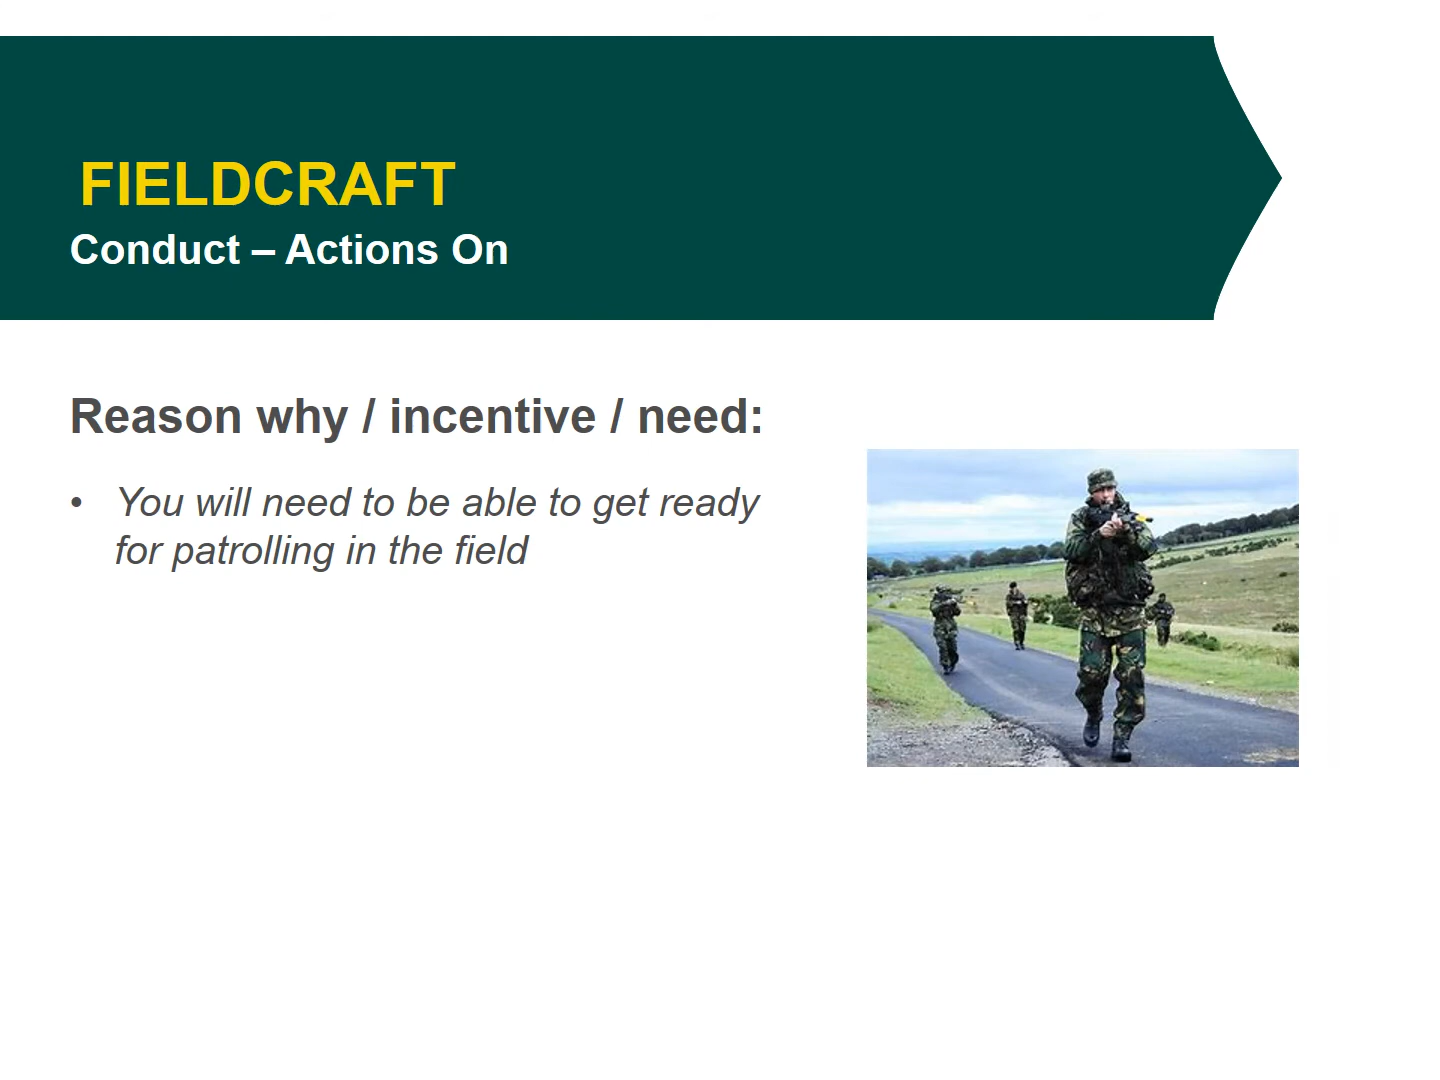 FIELDCRAFT
Conduct – Actions On
Reason why / incentive / need:
• You will need to be able to get ready
for patrolling in the field